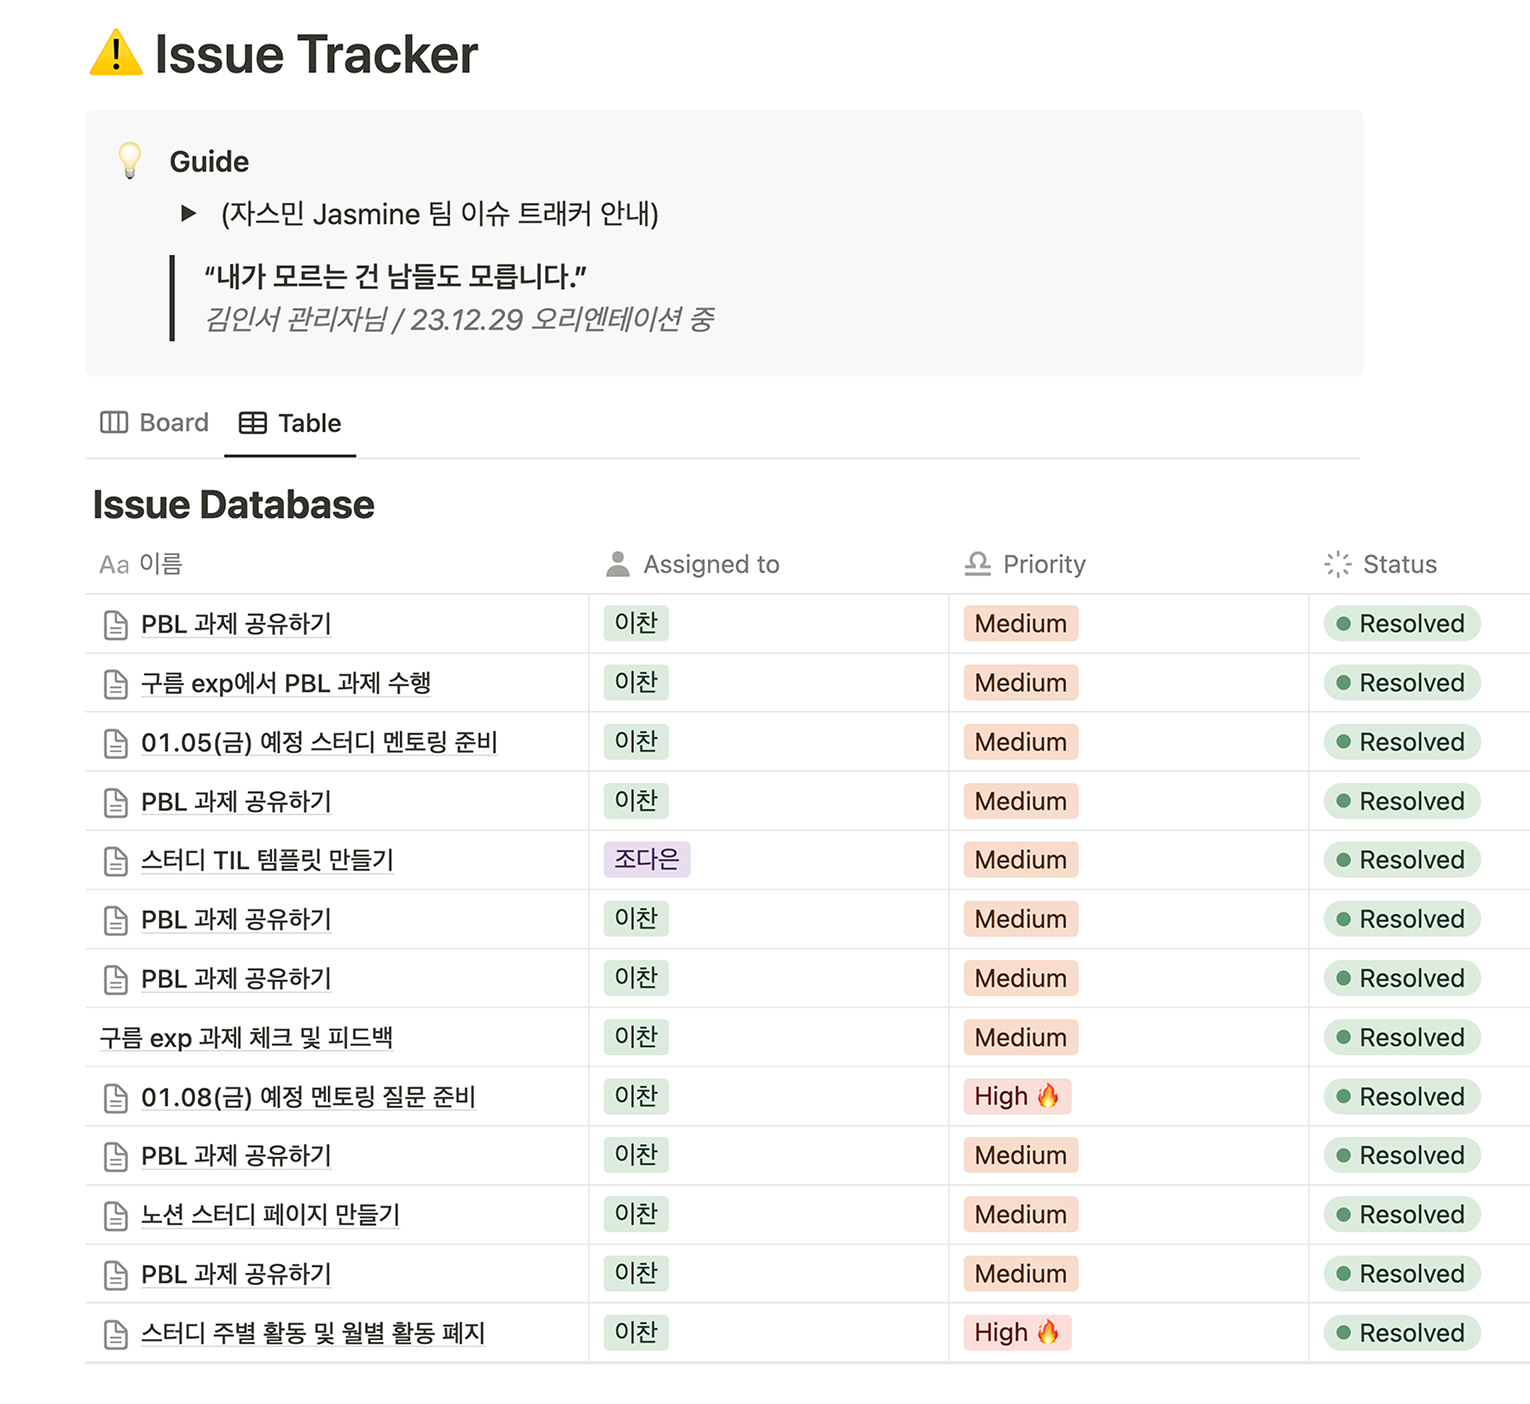 ⚠️ Issue Tracker
💡 Guide
▶ (자스민 Jasmine 팀 이슈 트래커 안내)
“내가 모르는 건 남들도 모릅니다.”
김인서 관리자님 / 23.12.29 오리엔테이션 중
Board Table
Issue Database
Aa 이름 Assigned to Priority Status
PBL 과제 공유하기 이찬 Medium Resolved
구름 exp에서 PBL 과제 수행 이찬 Medium Resolved
01.05(금) 예정 스터디 멘토링 준비 이찬 Medium Resolved
PBL 과제 공유하기 이찬 Medium Resolved
스터디 TIL 템플릿 만들기 조다은 Medium Resolved
PBL 과제 공유하기 이찬 Medium Resolved
PBL 과제 공유하기 이찬 Medium Resolved
구름 exp 과제 체크 및 피드백 이찬 Medium Resolved
01.08(금) 예정 멘토링 질문 준비 이찬 High 🔥 Resolved
PBL 과제 공유하기 이찬 Medium Resolved
노션 스터디 페이지 만들기 이찬 Medium Resolved
PBL 과제 공유하기 이찬 Medium Resolved
스터디 주별 활동 및 월별 활동 폐지 이찬 High 🔥 Resolved